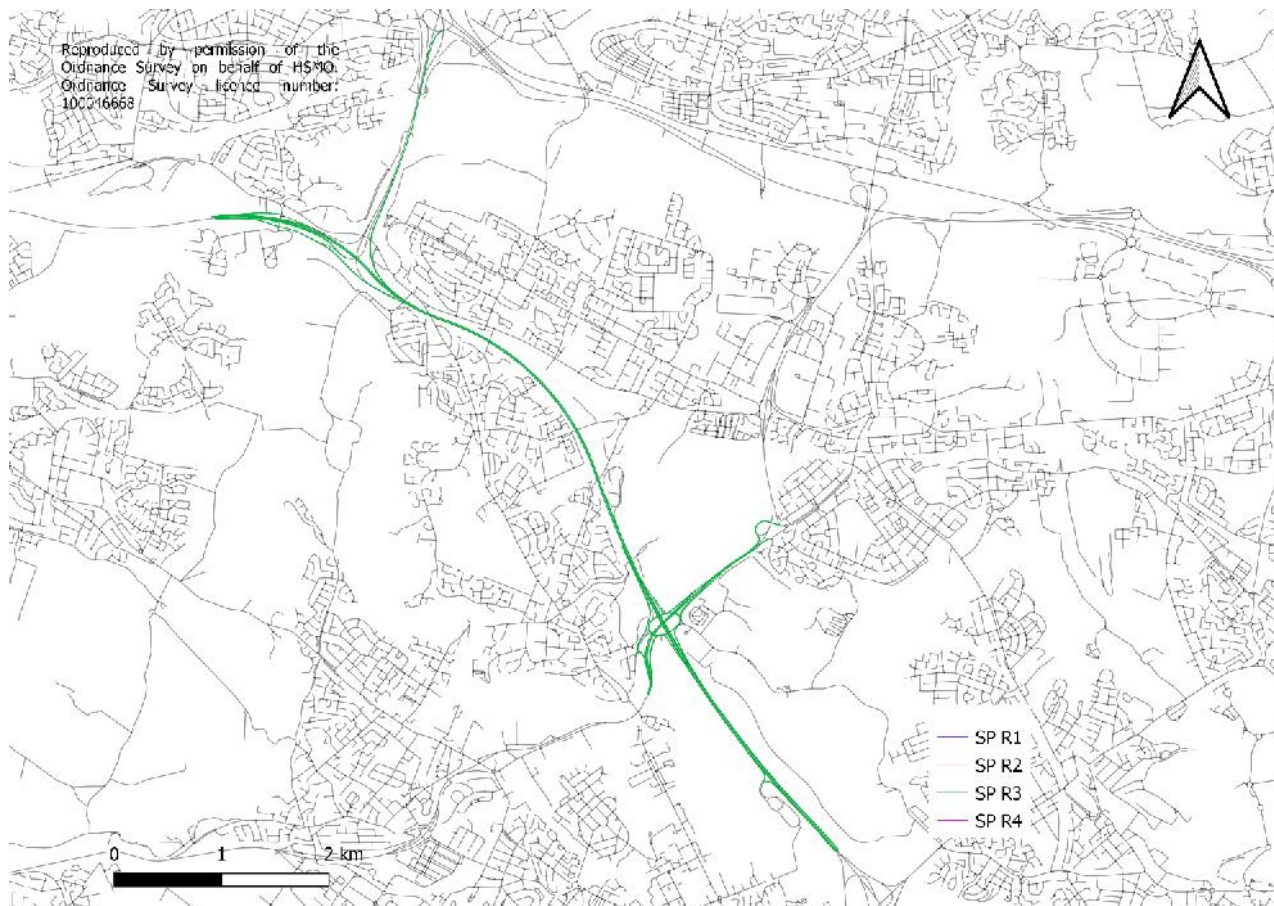 Reproduced by permission of the
Ordnance Survey on behalf of HSMO.
Ordnance Survey licence number:
100046668
SP R1
SP R2
SP R3
SP R4
0 1 2 km